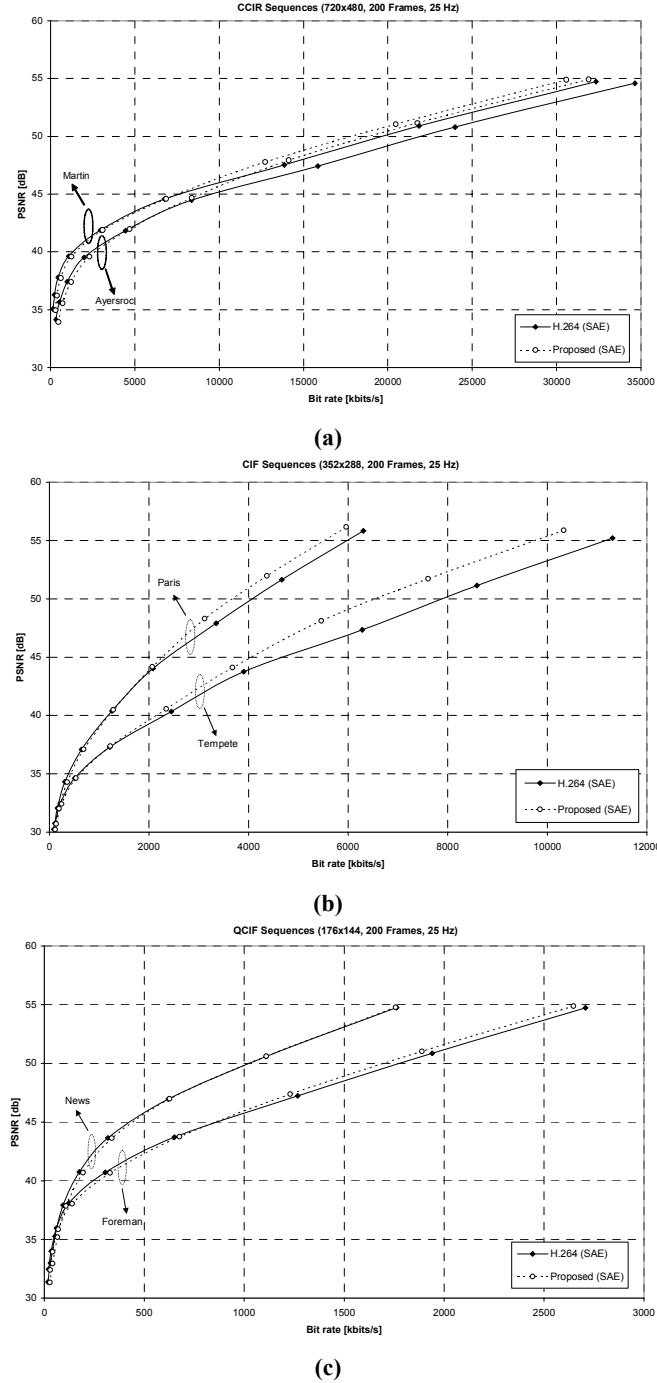 CCIR Sequences (720x480, 200 Frames, 25 Hz)
60
55
50
45
40
35
30
PSNR [dB]
Martin
Ayersroc
H.264 (SAE)
Proposed (SAE)
0 5000 10000 15000 20000 25000 30000 35000
Bit rate [kbits/s]
(a)
CIF Sequences (352x288, 200 Frames, 25 Hz)
60
55
50
45
40
35
30
PSNR [dB]
Paris
Tempete
H.264 (SAE)
Proposed (SAE)
0 2000 4000 6000 8000 10000 12000
Bit rate [kbits/s]
(b)
QCIF Sequences (176x144, 200 Frames, 25 Hz)
60
55
50
45
40
35
30
PSNR [db]
News
Foreman
H.264 (SAE)
Proposed (SAE)
0 500 1000 1500 2000 2500 3000
Bit rate [kbits/s]
(c)